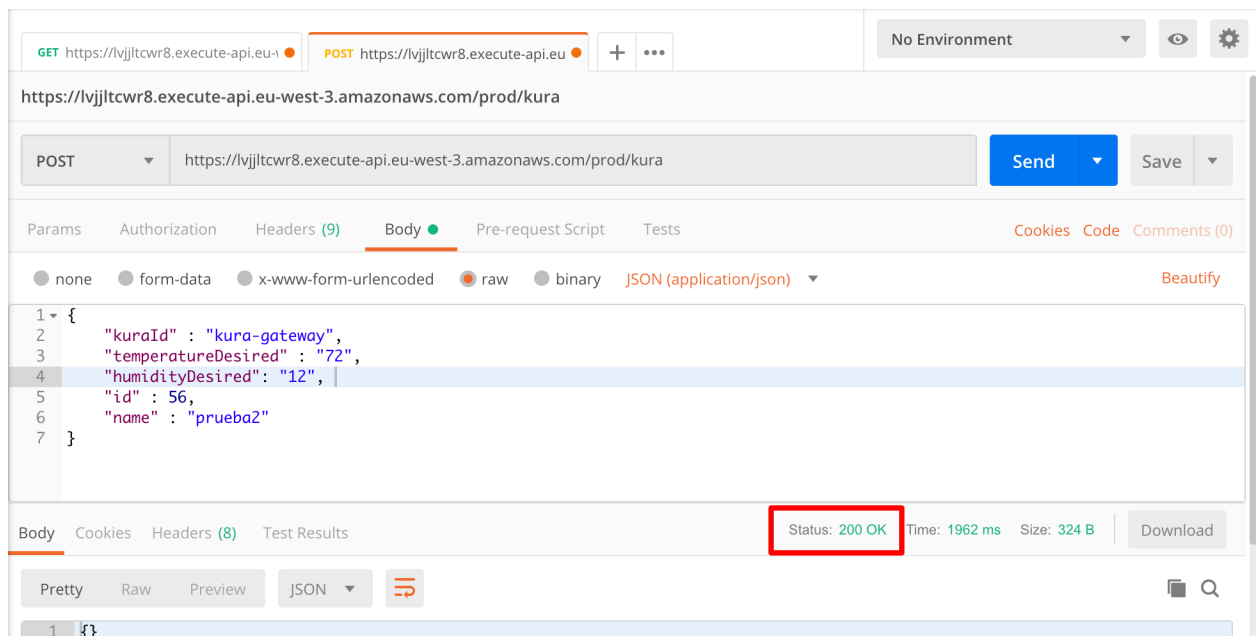 GET https://lvjjltcwr8.execute-api.eu-w
POST https://lvjjltcwr8.execute-api.eu
+ •••
No Environment
https://lvjjltcwr8.execute-api.eu-west-3.amazonaws.com/prod/kura
POST https://lvjjltcwr8.execute-api.eu-west-3.amazonaws.com/prod/kura Send Save
Params Authorization Headers (9) Body Pre-request Script Tests Cookies Code Comments (0)
none form-data x-www-form-urlencoded raw binary JSON (application/json) Beautify
1 {
2 "kuraId" : "kura-gateway",
3 "temperatureDesired" : "72",
4 "humidityDesired": "12",
5 "id" : 56,
6 "name" : "prueba2"
7 }
Body Cookies Headers (8) Test Results Status: 200 OK Time: 1962 ms Size: 324 B Download
Pretty Raw Preview JSON
1 {}